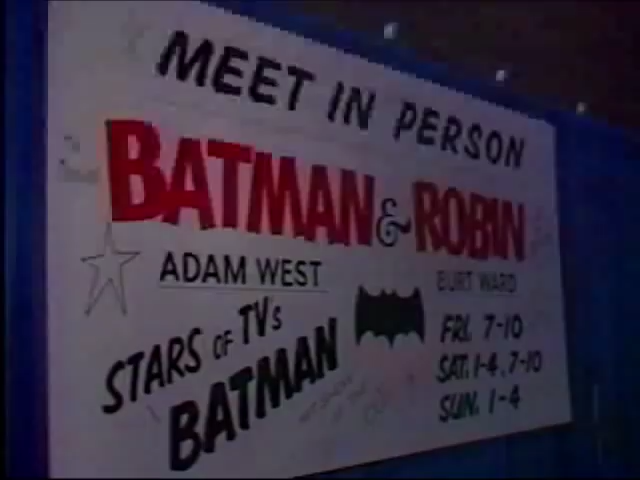 MEET IN PERSON
BATMAN & ROBIN
ADAM WEST BURT WARD
STARS OF TVs
BATMAN
FRI. 7-10
SAT. 1-4, 7-10
SUN. 1-4